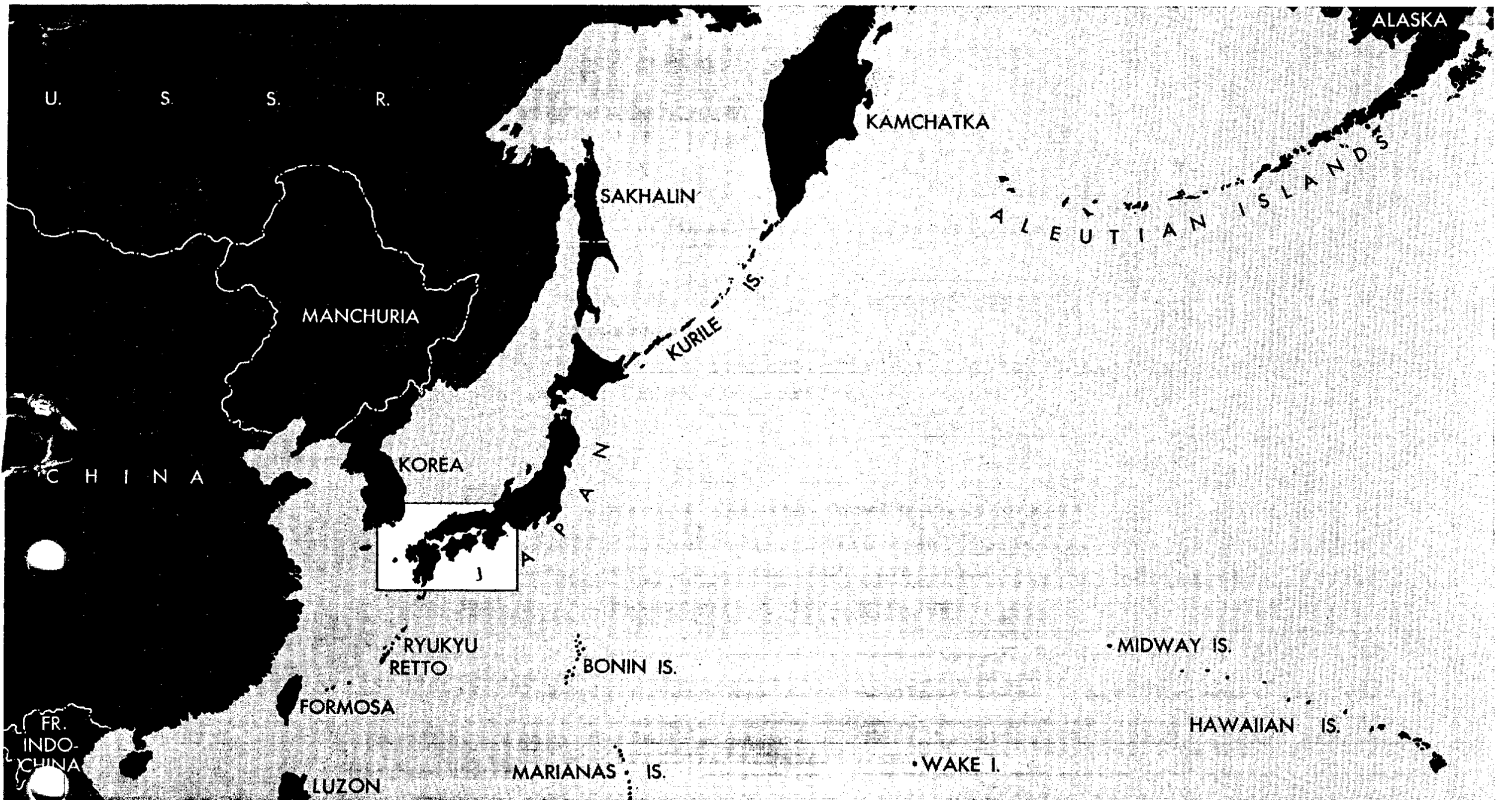 ALASKA
U. S. S. R.
KAMCHATKA
SAKHALIN
ALEUTIAN ISLANDS
MANCHURIA
KURILE IS.
KOREA
CHINA
JAPAN
RYUKYU
RETTO
BONIN IS.
MIDWAY IS.
FORMOSA
HAWAIIAN IS.
FR.
INDO-
CHINA
MARIANAS IS.
WAKE I.
LUZON